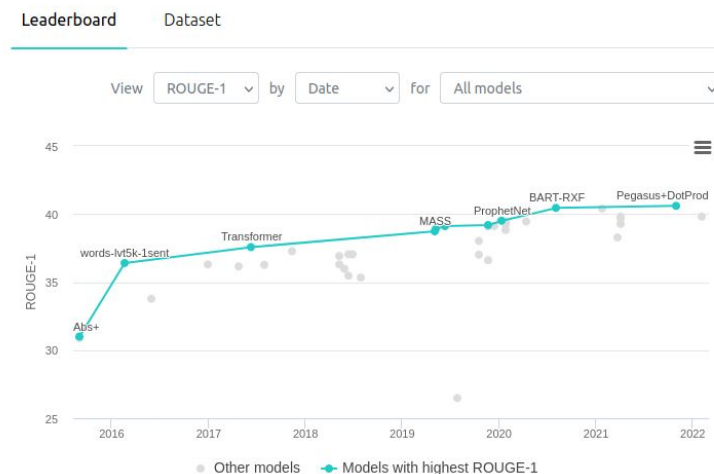 Leaderboard Dataset
View ROUGE-1 by Date for All models
45
40
35
30
25
ROUGE-1
Abs+
words-lvt5k-1sent
Transformer
MASS
ProphetNet
BART-RXF
Pegasus+DotProd
2016 2017 2018 2019 2020 2021 2022
Other models Models with highest ROUGE-1